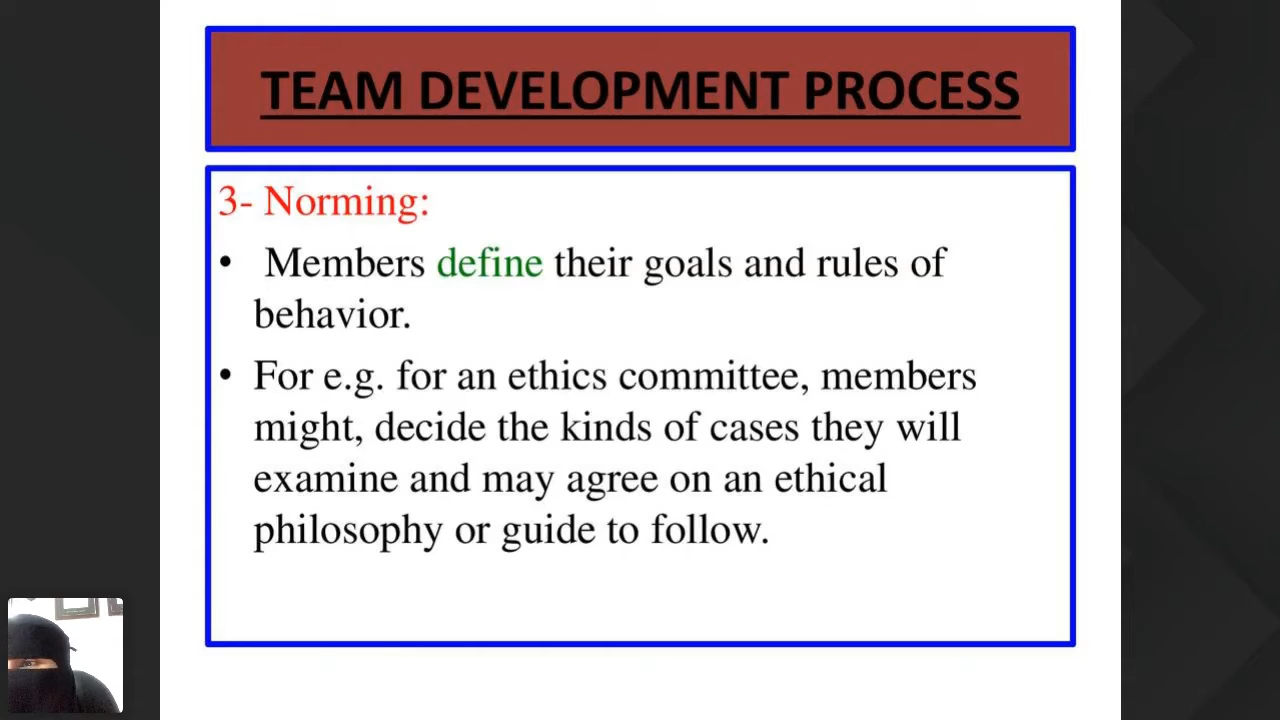 TEAM DEVELOPMENT PROCESS
3- Norming:
• Members define their goals and rules of
behavior.
• For e.g. for an ethics committee, members
might, decide the kinds of cases they will
examine and may agree on an ethical
philosophy or guide to follow.